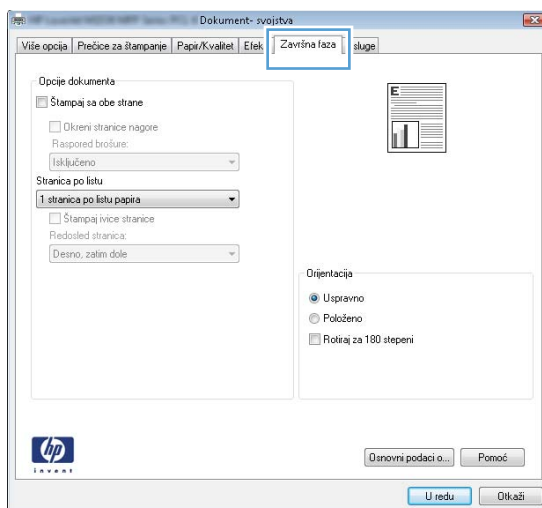 Dokument- svojstva
Više opcija Prečice za štampanje Papir/Kvalitet Efek Završna faza sluge
Opcije dokumenta
Štampaj sa obe strane
Okreni stranice nagore
Raspored brošure:
Isključeno
Stranica po listu
1 stranica po listu papira
Štampaj ivice stranice
Redosled stranica:
Desno, zatim dole
E
Orijentacija
Uspravno
Položeno
Rotiraj za 180 stepeni
hp
invent
Osnovni podaci o... Pomoć
U redu Otkaži